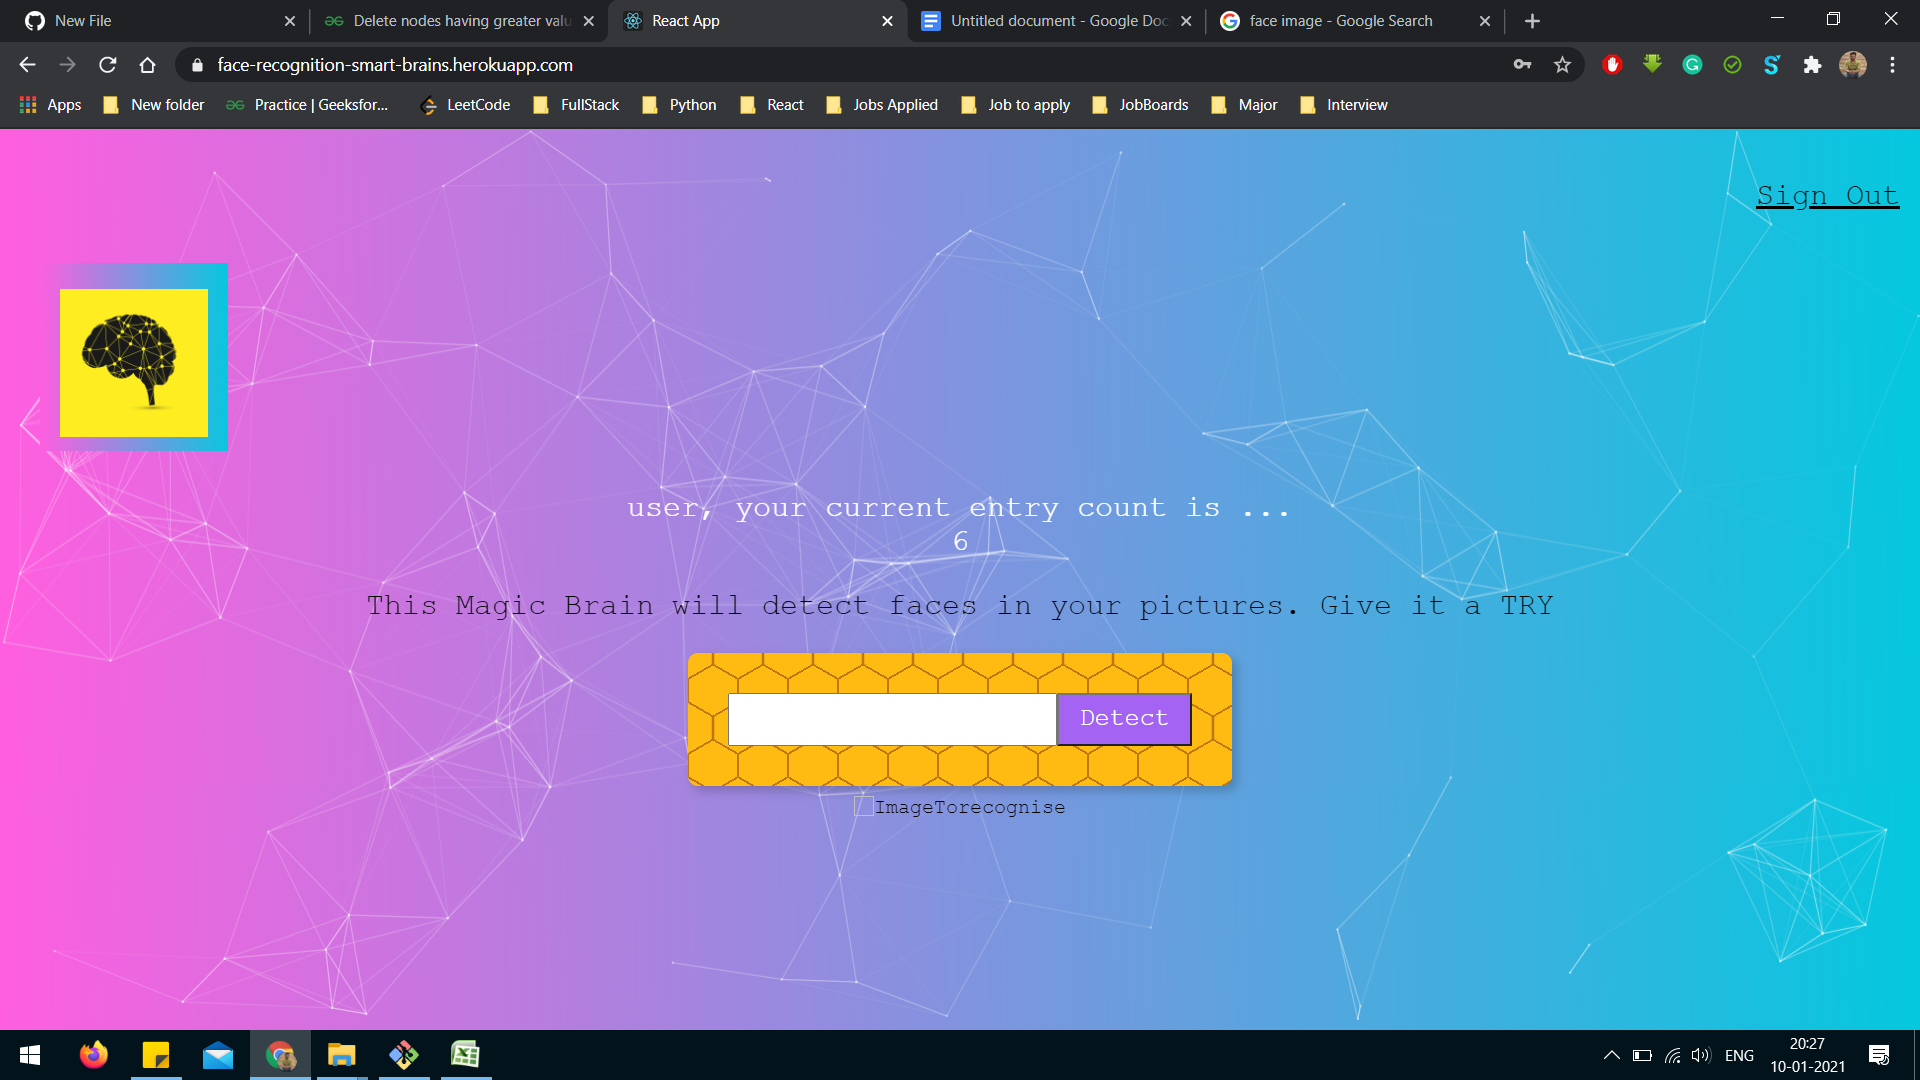 New File
Delete nodes having greater valu
React App
Untitled document - Google Doc
face image - Google Search
face-recognition-smart-brains.herokuapp.com
Apps
New folder
Practice | Geeksfor...
LeetCode
FullStack
Python
React
Jobs Applied
Job to apply
JobBoards
Major
Interview
Sign Out
user, your current entry count is ...
6
This Magic Brain will detect faces in your pictures. Give it a TRY
Detect
ImageTorecognise
ENG
20:27
10-01-2021